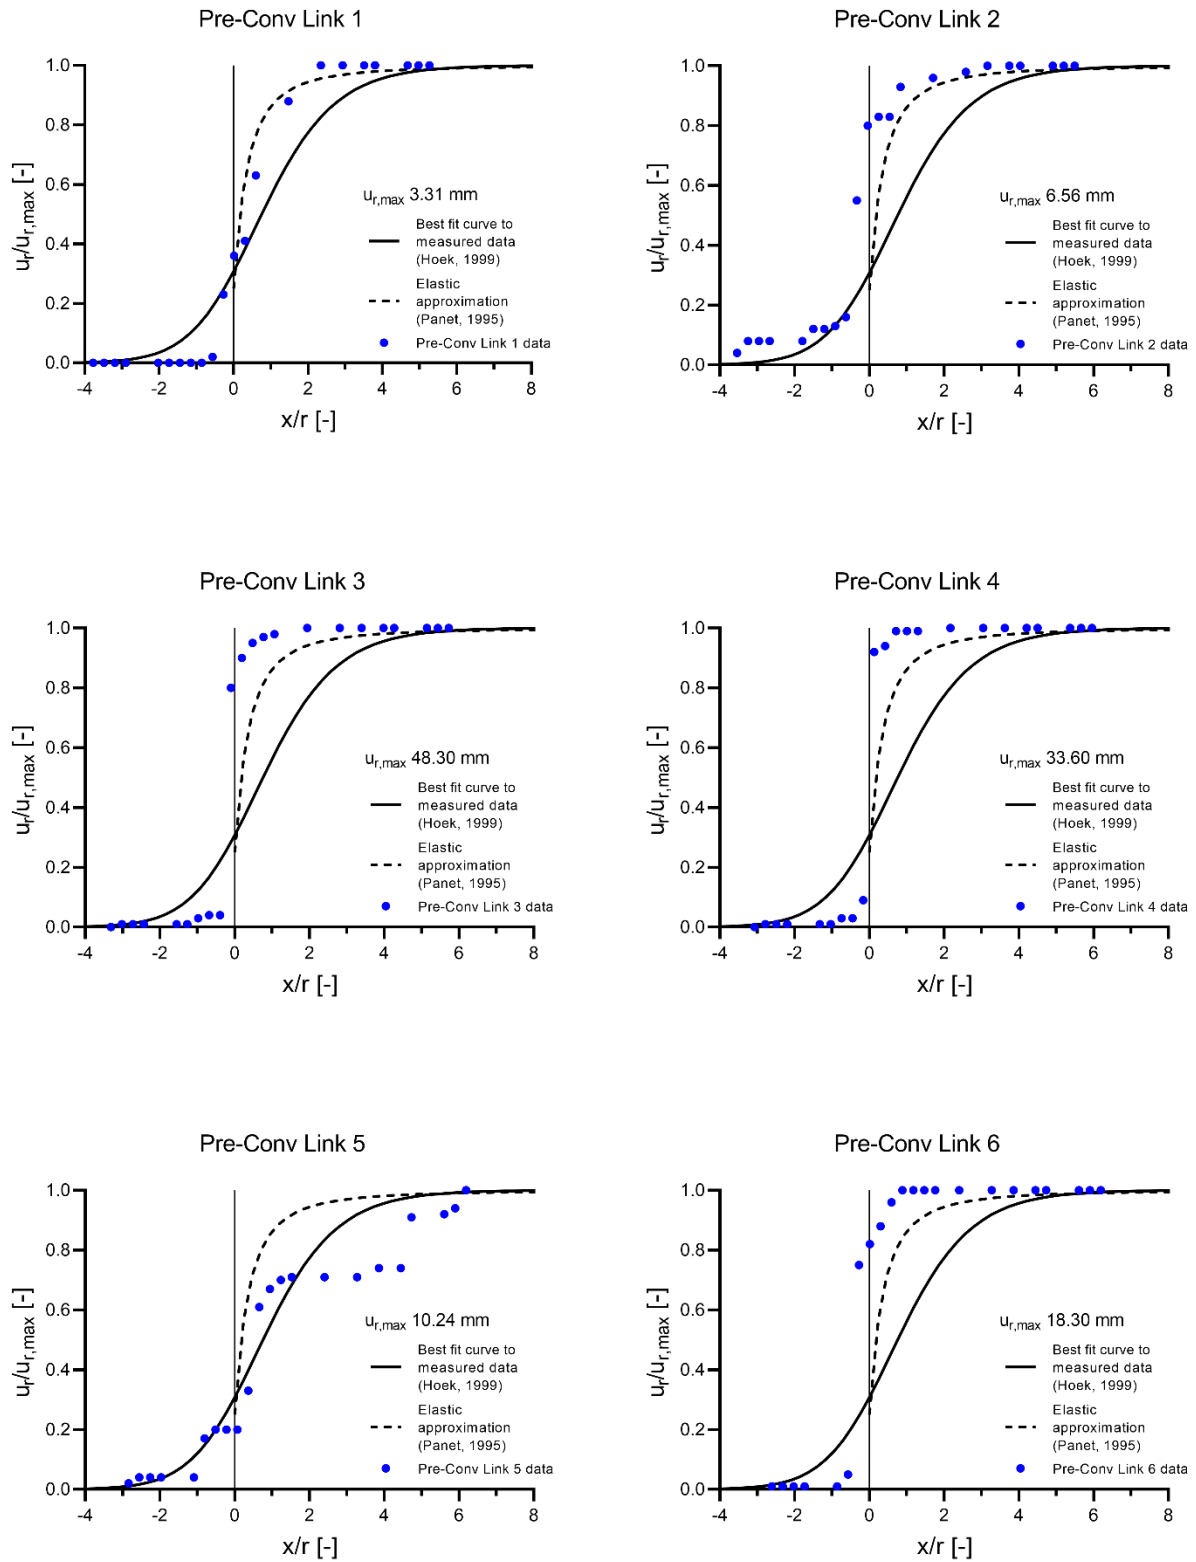 Pre-Conv Link 1
1.0
0.8
0.6
0.4
0.2
0.0
-4
-2
0
2
4
6
8
x/r [-]
ur/ur,max [-]
ur,max 3.31 mm
Best fit curve to
measured data
(Hoek, 1999)
Elastic
approximation
(Panet, 1995)
Pre-Conv Link 1 data
Pre-Conv Link 2
1.0
0.8
0.6
0.4
0.2
0.0
-4
-2
0
2
4
6
8
x/r [-]
ur/ur,max [-]
ur,max 6.56 mm
Best fit curve to
measured data
(Hoek, 1999)
Elastic
approximation
(Panet, 1995)
Pre-Conv Link 2 data
Pre-Conv Link 3
1.0
0.8
0.6
0.4
0.2
0.0
-4
-2
0
2
4
6
8
x/r [-]
ur/ur,max [-]
ur,max 48.30 mm
Best fit curve to
measured data
(Hoek, 1999)
Elastic
approximation
(Panet, 1995)
Pre-Conv Link 3 data
Pre-Conv Link 4
1.0
0.8
0.6
0.4
0.2
0.0
-4
-2
0
2
4
6
8
x/r [-]
ur/ur,max [-]
ur,max 33.60 mm
Best fit curve to
measured data
(Hoek, 1999)
Elastic
approximation
(Panet, 1995)
Pre-Conv Link 4 data
Pre-Conv Link 5
1.0
0.8
0.6
0.4
0.2
0.0
-4
-2
0
2
4
6
8
x/r [-]
ur/ur,max [-]
ur,max 10.24 mm
Best fit curve to
measured data
(Hoek, 1999)
Elastic
approximation
(Panet, 1995)
Pre-Conv Link 5 data
Pre-Conv Link 6
1.0
0.8
0.6
0.4
0.2
0.0
-4
-2
0
2
4
6
8
x/r [-]
ur/ur,max [-]
ur,max 18.30 mm
Best fit curve to
measured data
(Hoek, 1999)
Elastic
approximation
(Panet, 1995)
Pre-Conv Link 6 data